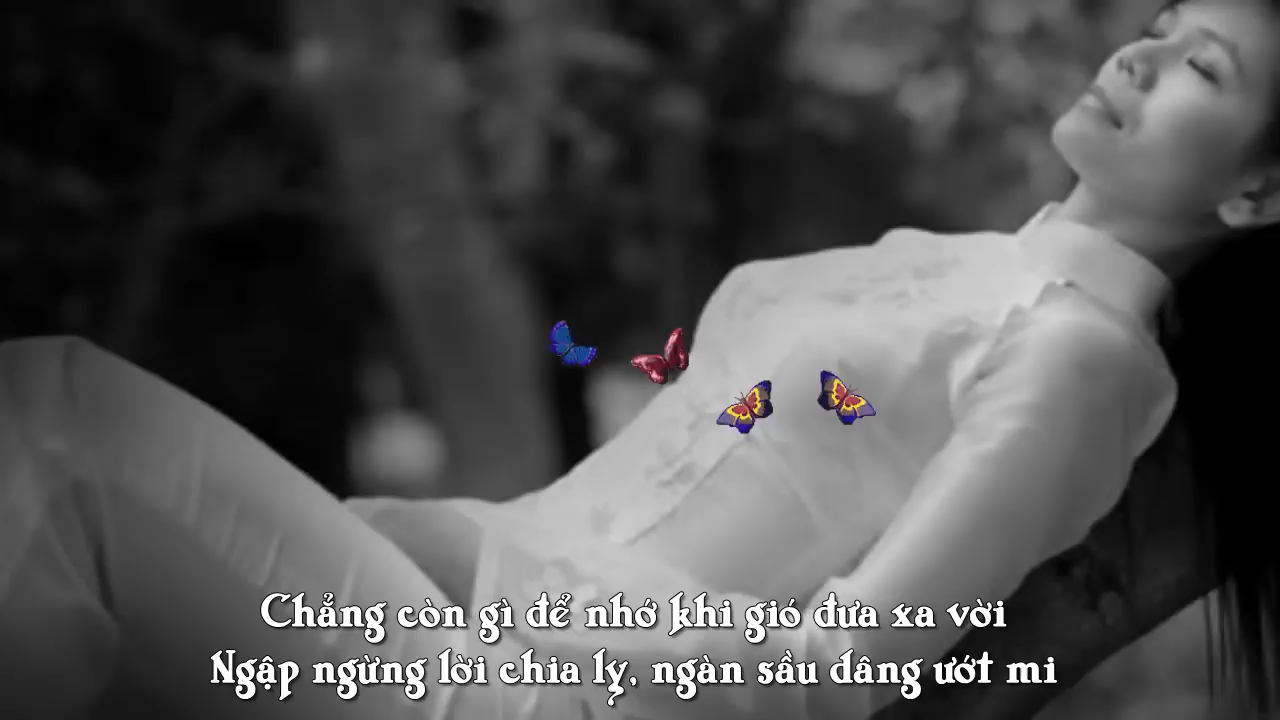 Chẳng còn gì để nhớ khi gió đưa xa vời
Ngập ngừng lời chia ly, ngàn sầu dâng ướt mi